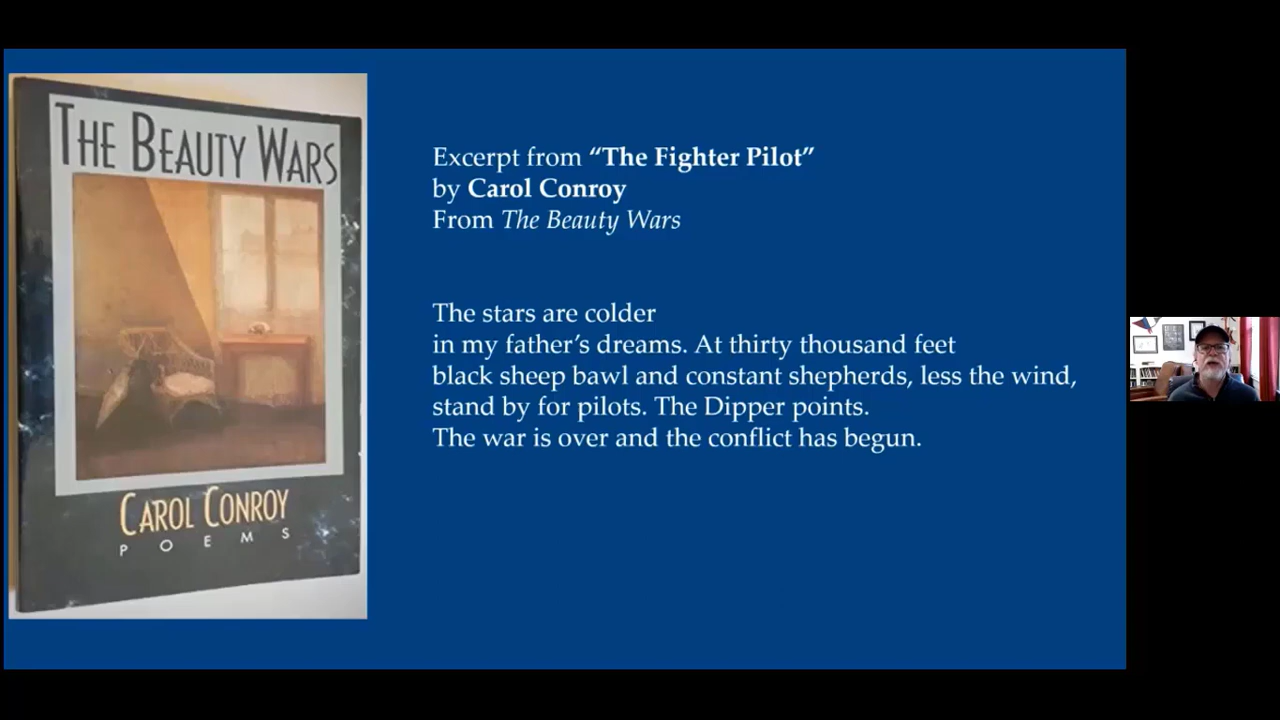 THE BEAUTY WARS
CAROL CONROY
POEMS
Excerpt from “The Fighter Pilot”
by Carol Conroy
From The Beauty Wars
The stars are colder
in my father’s dreams. At thirty thousand feet
black sheep bawl and constant shepherds, less the wind,
stand by for pilots. The Dipper points.
The war is over and the conflict has begun.